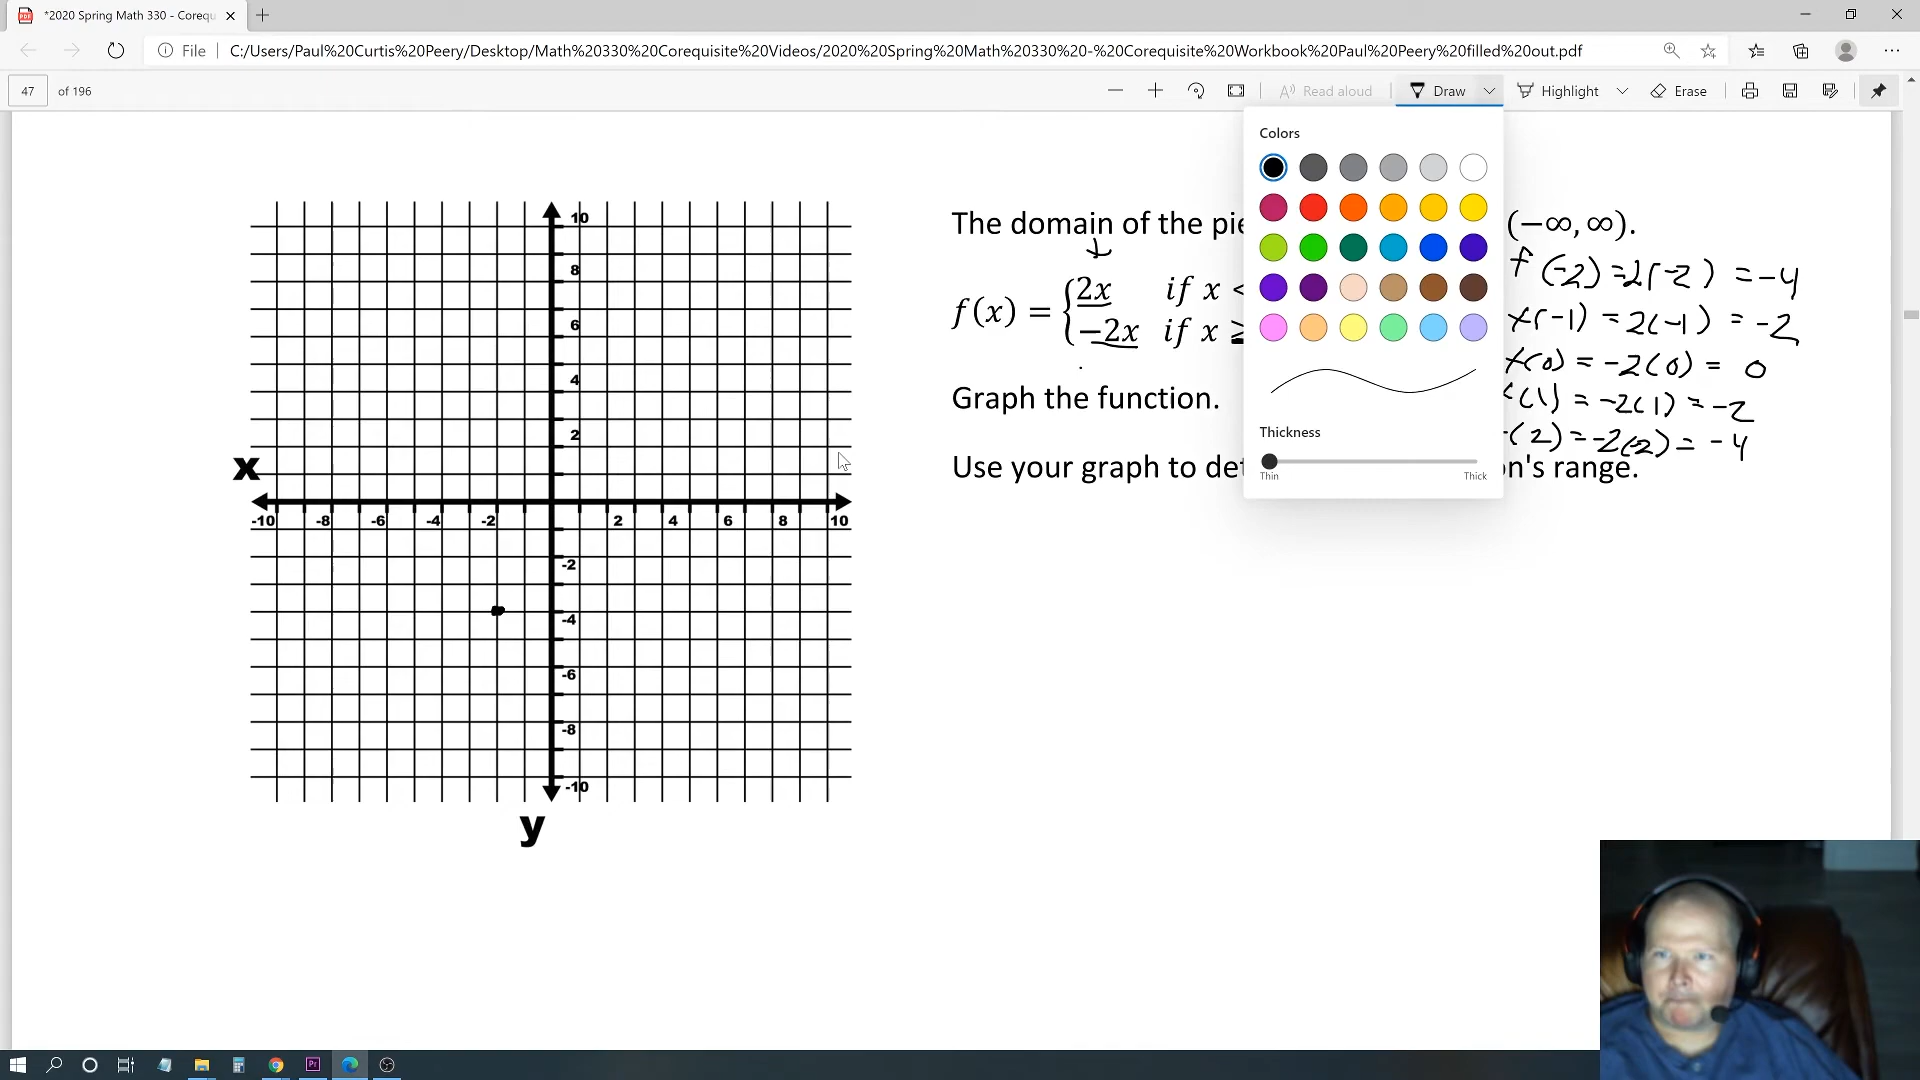 *2020 Spring Math 330 - Corequ
File
C:/Users/Paul%20Curtis%20Peery/Desktop/Math%20330%20Corequisite%20Videos/2020%20Spring%20Math%20330%20-%20Corequisite%20Workbook%20Paul%20Peery%20filled%20out.pdf
47 of 196
Read aloud
Draw
Highlight
Erase
Colors
Thickness
Thin
Thick
10
8
6
4
2
x
-10 -8 -6 -4 -2 2 4 6 8 10
-2
-4
-6
-8
-10
y
The domain of the pie (−∞, ∞).
f(x) = { 2x if x <
−2x if x ≥
Graph the function.
Use your graph to det on's range.
f(-2) = 2(-2) = -4
f(-1) = 2(-1) = -2
f(0) = -2(0) = 0
(1) = -2(1) = -2
(2) = -2(2) = -4
Pr